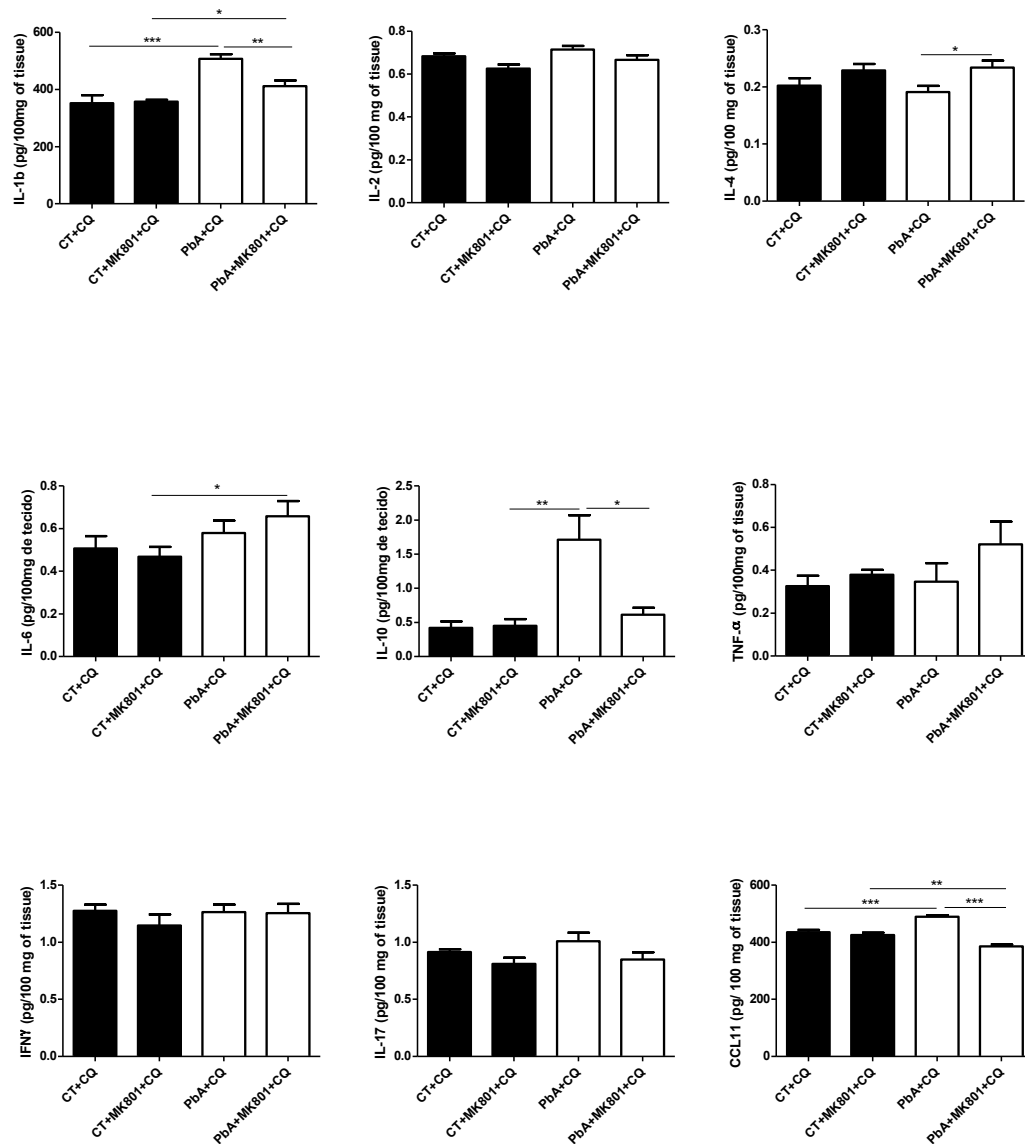 *
***
**
600
400
200
0
IL-1b (pg/100mg of tissue)
CT+CQ
CT+MK801+CQ
PbA+CQ
PbA+MK801+CQ
0.8
0.6
0.4
0.2
0.0
IL-2 (pg/100 mg of tissue)
CT+CQ
CT+MK801+CQ
PbA+CQ
PbA+MK801+CQ
*
0.3
0.2
0.1
0.0
IL-4 (pg/100 mg of tissue)
CT+CQ
CT+MK801+CQ
PbA+CQ
PbA+MK801+CQ
*
0.8
0.6
0.4
0.2
0.0
IL-6 (pg/100mg de tecido)
CT+CQ
CT+MK801+CQ
PbA+CQ
PbA+MK801+CQ
**
*
2.5
2.0
1.5
1.0
0.5
0.0
IL-10 (pg/100mg de tecido)
CT+CQ
CT+MK801+CQ
PbA+CQ
PbA+MK801+CQ
0.8
0.6
0.4
0.2
0.0
TNF-α (pg/100mg of tissue)
CT+CQ
CT+MK801+CQ
PbA+CQ
PbA+MK801+CQ
1.5
1.0
0.5
0.0
IFNγ (pg/100 mg of tissue)
CT+CQ
CT+MK801+CQ
PbA+CQ
PbA+MK801+CQ
1.5
1.0
0.5
0.0
IL-17 (pg/100 mg of tissue)
CT+CQ
CT+MK801+CQ
PbA+CQ
PbA+MK801+CQ
**
***
***
600
400
200
0
CCL11 (pg/ 100 mg of tissue)
CT+CQ
CT+MK801+CQ
PbA+CQ
PbA+MK801+CQ